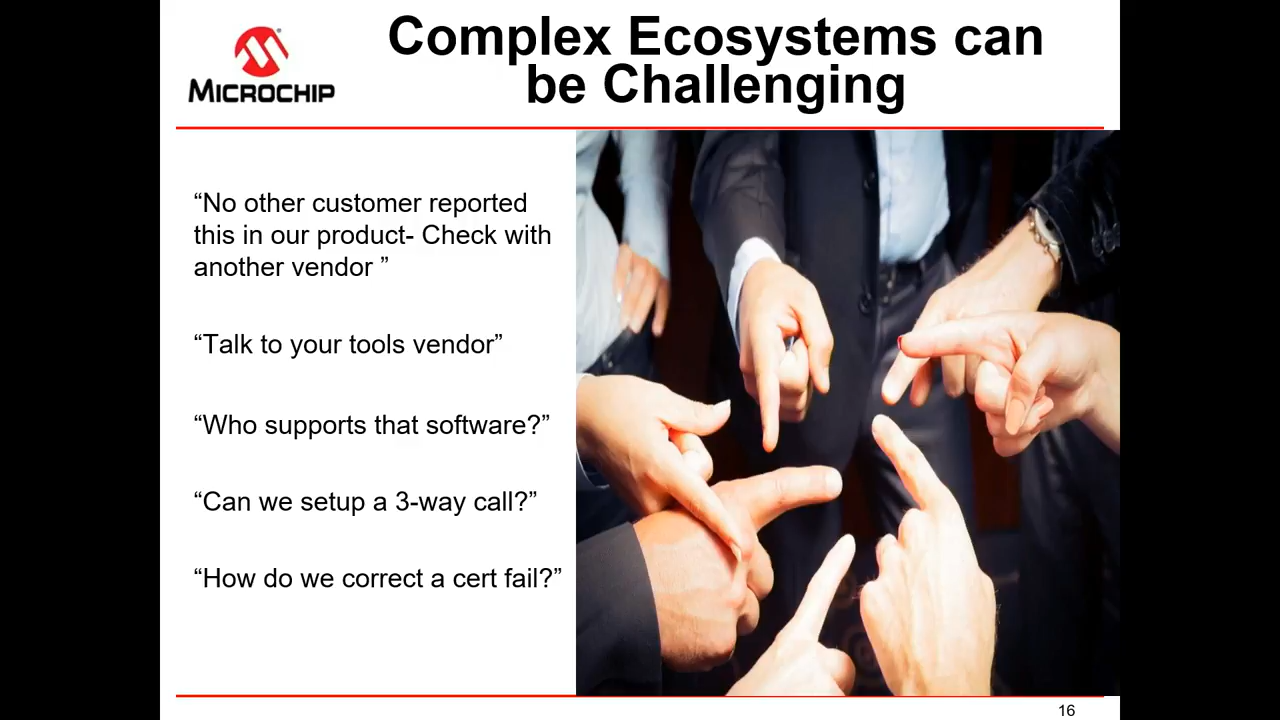 Complex Ecosystems can
be Challenging
MICROCHIP
“No other customer reported
this in our product- Check with
another vendor ”
“Talk to your tools vendor”
“Who supports that software?”
“Can we setup a 3-way call?”
“How do we correct a cert fail?”
16